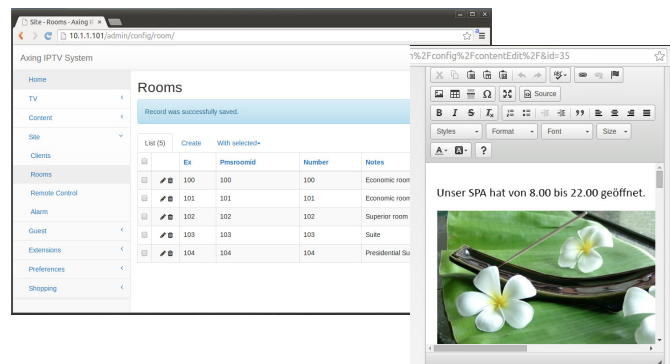 Site - Rooms - Axing I
10.1.1.101/admin/config/room/
Axing IPTV System
Home
TV
Content
Site
Clients
Rooms
Remote Control
Alarm
Guest
Extensions
Preferences
Shopping
Rooms
Record was successfully saved.
List (5) Create With selected
Ex Pmsroomid Number Notes
100 100 100 Economic room
101 101 101 Economic room
102 102 102 Superior room
103 103 103 Suite
104 104 104 Presidential Su
%2Fconfig%2FcontentEdit%2F&id=35
Source
B I S Tx
Styles Format Font Size
A A ?
Unser SPA hat von 8.00 bis 22.00 geöffnet.